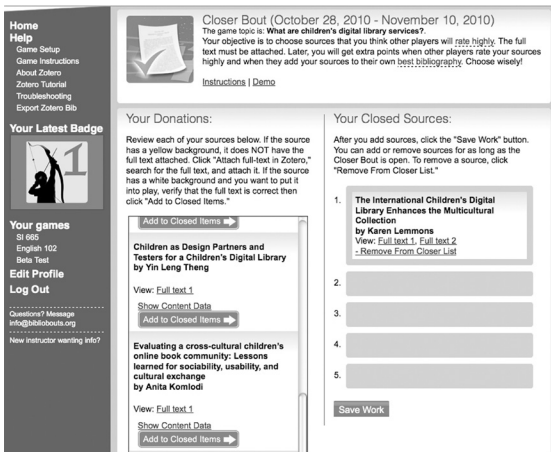 Home
Help
Game Setup
Game Instructions
About Zotero
Zotero Tutorial
Troubleshooting
Export Zotero Bib
Your Latest Badge
1
Your games
SI 665
English 102
Beta Test
Edit Profile
Log Out
Questions? Message
info@bibliobouts.org
New instructor wanting info?
Closer Bout (October 28, 2010 - November 10, 2010)
The game topic is: What are children's digital library services?.
Your objective is to choose sources that you think other players will rate highly. The full
text must be attached. Later, you will get extra points when other players rate your sources
highly and when they add your sources to their own best bibliography. Choose wisely!
Instructions | Demo
Your Donations:
Review each of your sources below. If the source
has a yellow background, it does NOT have the
full text attached. Click "Attach full-text in Zotero,"
search for the full text, and attach it. If the source
has a white background and you want to put it
into play, verify that the full text is correct then
click "Add to Closed Items."
Add to Closed Items
Children as Design Partners and
Testers for a Children's Digital Library
by Yin Leng Theng
View: Full text 1
Show Content Data
Add to Closed Items
Evaluating a cross-cultural children's
online book community: Lessons
learned for sociability, usability, and
cultural exchange
by Anita Komlodi
View: Full text 1
Show Content Data
Add to Closed Items
Your Closed Sources:
After you add sources, click the "Save Work" button.
You can add or remove sources for as long as the
Closer Bout is open. To remove a source, click
"Remove From Closer List."
1.
The International Children's Digital
Library Enhances the Multicultural
Collection
by Karen Lemmons
View: Full text 1, Full text 2
- Remove From Closer List
2.
3.
4.
5.
Save Work